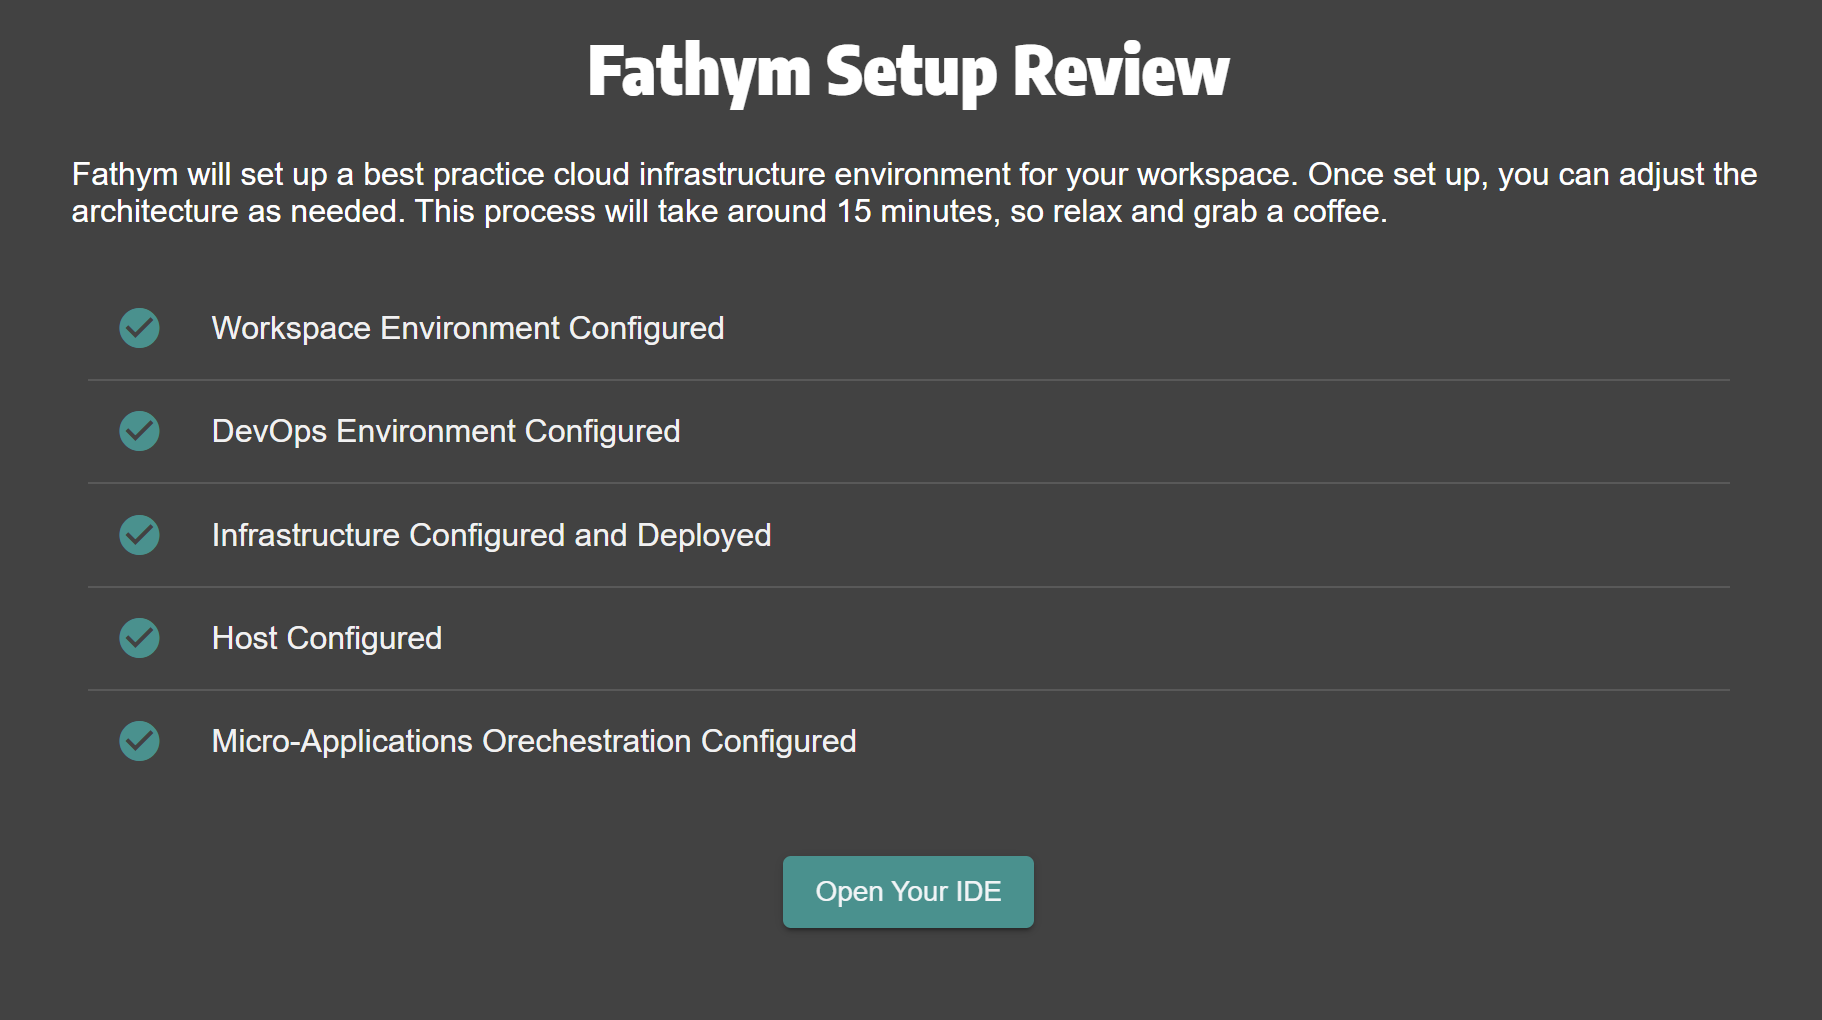 Fathym Setup Review
Fathym will set up a best practice cloud infrastructure environment for your workspace. Once set up, you can adjust the
architecture as needed. This process will take around 15 minutes, so relax and grab a coffee.
Workspace Environment Configured
DevOps Environment Configured
Infrastructure Configured and Deployed
Host Configured
Micro-Applications Orechestration Configured
Open Your IDE